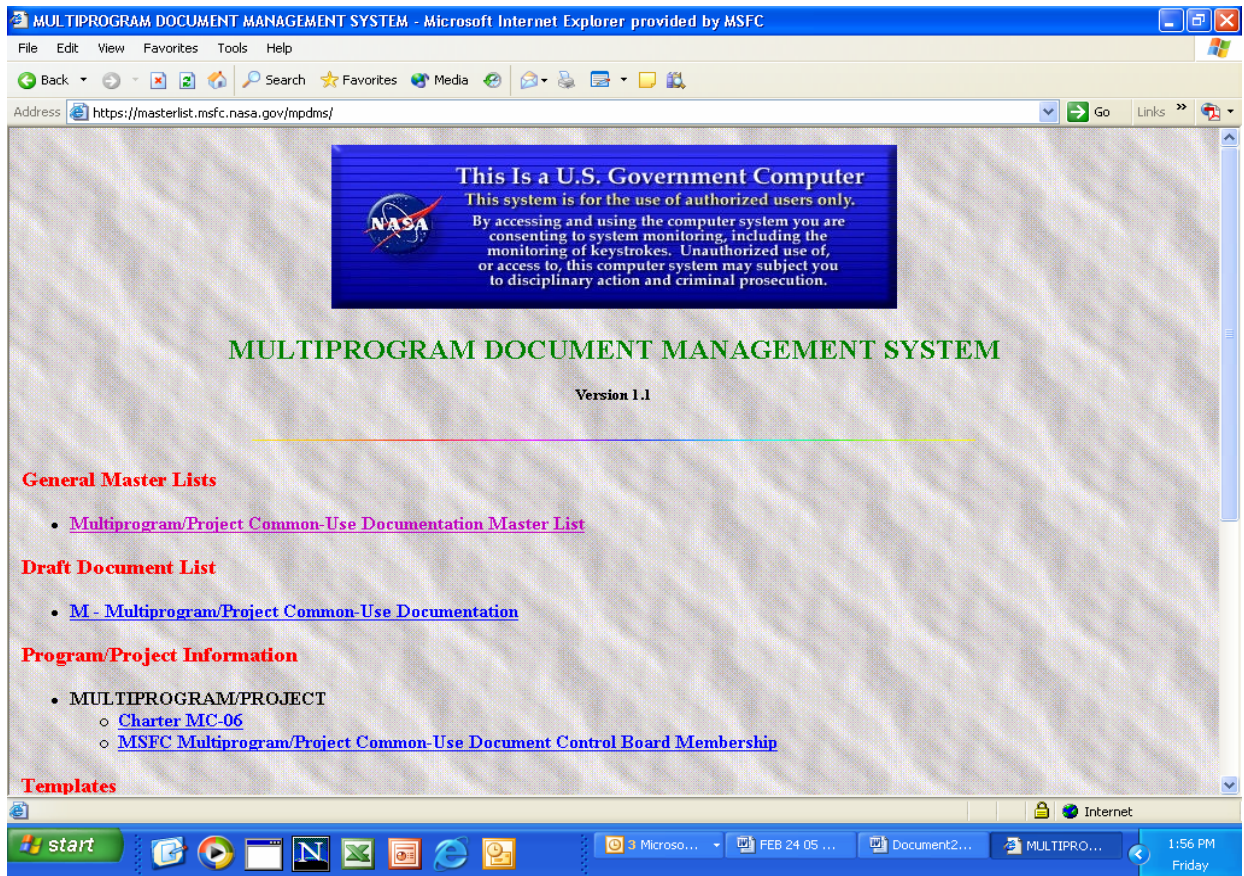 MULTIPROGRAM DOCUMENT MANAGEMENT SYSTEM - Microsoft Internet Explorer provided by MSFC
File Edit View Favorites Tools Help
Back Search Favorites Media
Address https://masterlist.msfc.nasa.gov/mpdms/ Go Links »
This Is a U.S. Government Computer
This system is for the use of authorized users only.
By accessing and using the computer system you are
consenting to system monitoring, including the
monitoring of keystrokes. Unauthorized use of,
or access to, this computer system may subject you
to disciplinary action and criminal prosecution.
NASA
MULTIPROGRAM DOCUMENT MANAGEMENT SYSTEM
Version 1.1
General Master Lists
• Multiprogram/Project Common-Use Documentation Master List
Draft Document List
• M - Multiprogram/Project Common-Use Documentation
Program/Project Information
• MULTIPROGRAM/PROJECT
○ Charter MC-06
○ MSFC Multiprogram/Project Common-Use Document Control Board Membership
Templates
Internet
start N 3 Microso... FEB 24 05 ... Document2... MULTIPRO... 1:56 PM
Friday